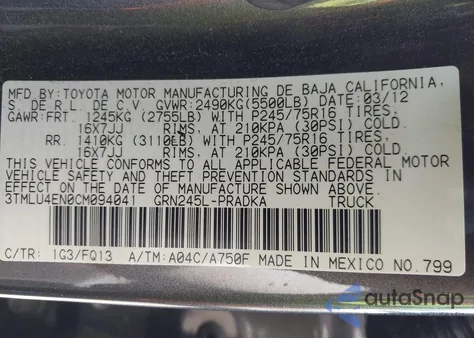 MFD. BY: TOYOTA MOTOR MANUFACTURING DE BAJA CALIFORNIA,
S. DE R.L. DE C.V. GVWR:2490KG(5500LB) DATE: 03/12
GAWR:FRT. 1245KG (2755LB) WITH P245/75R16 TIRES,
16X7JJ RIMS, AT 210KPA (30PSI) COLD.
RR. 1410KG (3110LB) WITH P245/75R16 TIRES,
16X7JJ RIMS, AT 210KPA (30PSI) COLD.
THIS VEHICLE CONFORMS TO ALL APPLICABLE FEDERAL MOTOR
VEHICLE SAFETY AND THEFT PREVENTION STANDARDS IN
EFFECT ON THE DATE OF MANUFACTURE SHOWN ABOVE.
3TMLU4EN0CM094041 GRN245L-PRADKA TRUCK
C/TR: 1G3/FQ13 A/TM: A04C/A750F MADE IN MEXICO NO.799
autoSnap